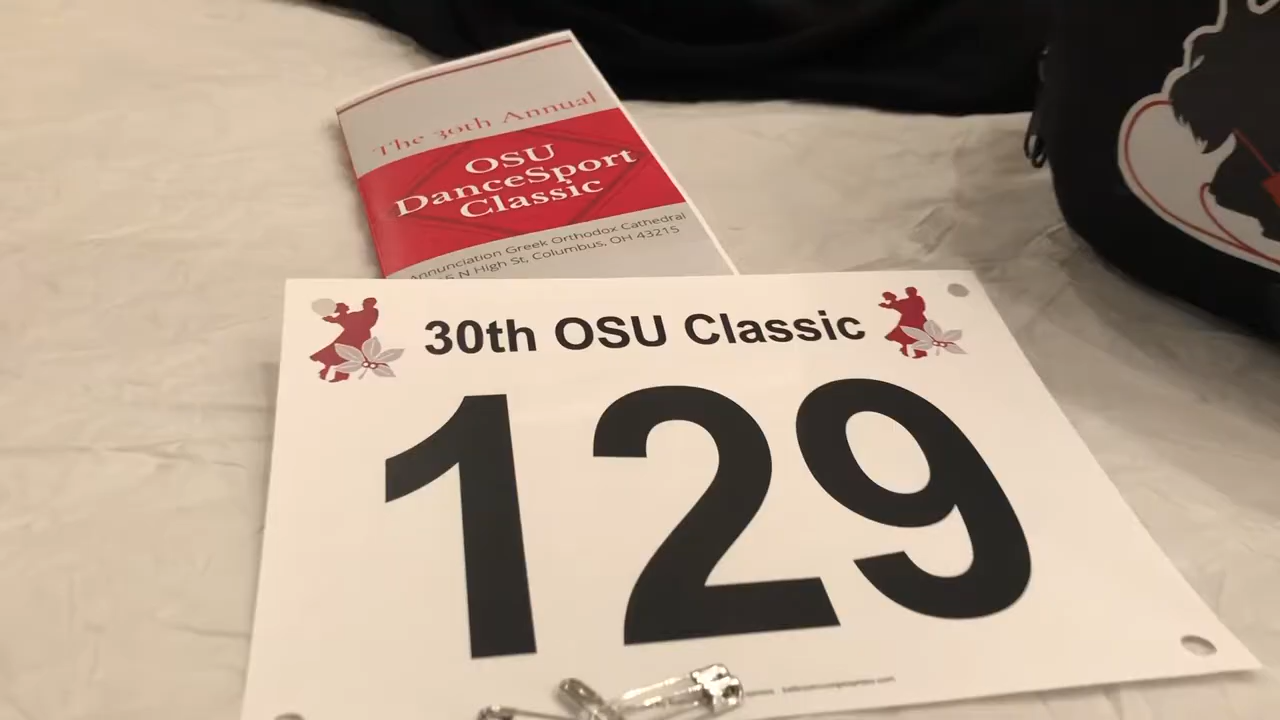 The 30th Annual
OSU
DanceSport
Classic
Annunciation Greek Orthodox Cathedral
N High St, Columbus, OH 43215
30th OSU Classic
129